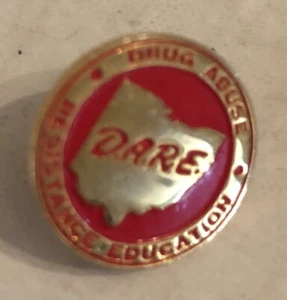 DRUG ABUSE
RESISTANCE EDUCATION
D.A.R.E.